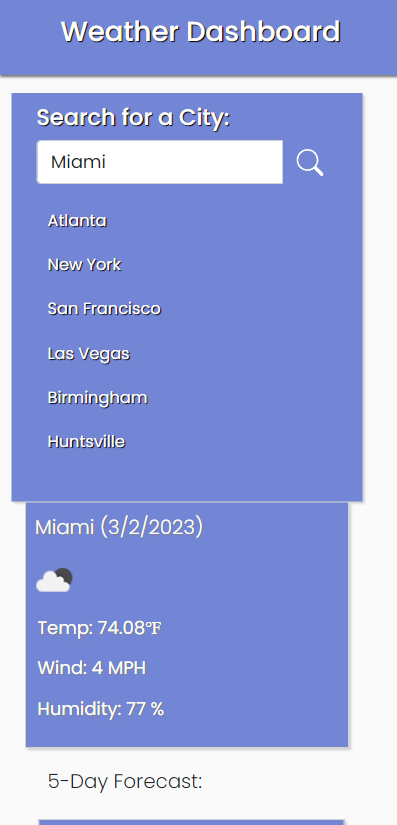 Weather Dashboard
Search for a City:
Miami
Atlanta
New York
San Francisco
Las Vegas
Birmingham
Huntsville
Miami (3/2/2023)
Temp: 74.08°F
Wind: 4 MPH
Humidity: 77 %
5-Day Forecast: